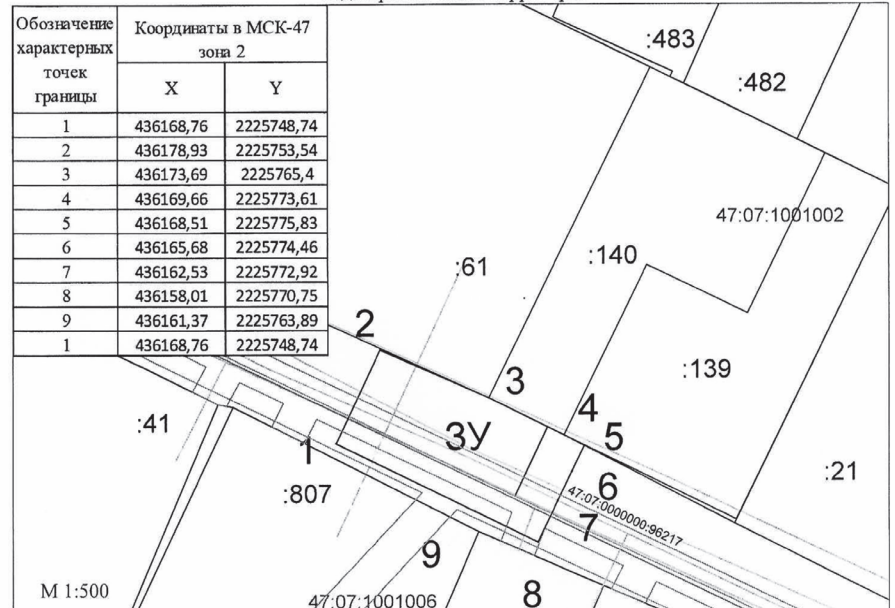 Обозначение характерных точек границы
Координаты в МСК-47 зона 2
X Y
1 436168,76 2225748,74
2 436178,93 2225753,54
3 436173,69 2225765,4
4 436169,66 2225773,61
5 436168,51 2225775,83
6 436165,68 2225774,46
7 436162,53 2225772,92
8 436158,01 2225770,75
9 436161,37 2225763,89
1 436168,76 2225748,74
:483
:482
47:07:1001002
:140
:61
:139
2
3
4
5
:41
1
ЗУ
:21
:807
6
47:07:0000000:96217
7
9
8
М 1:500
47:07:1001006